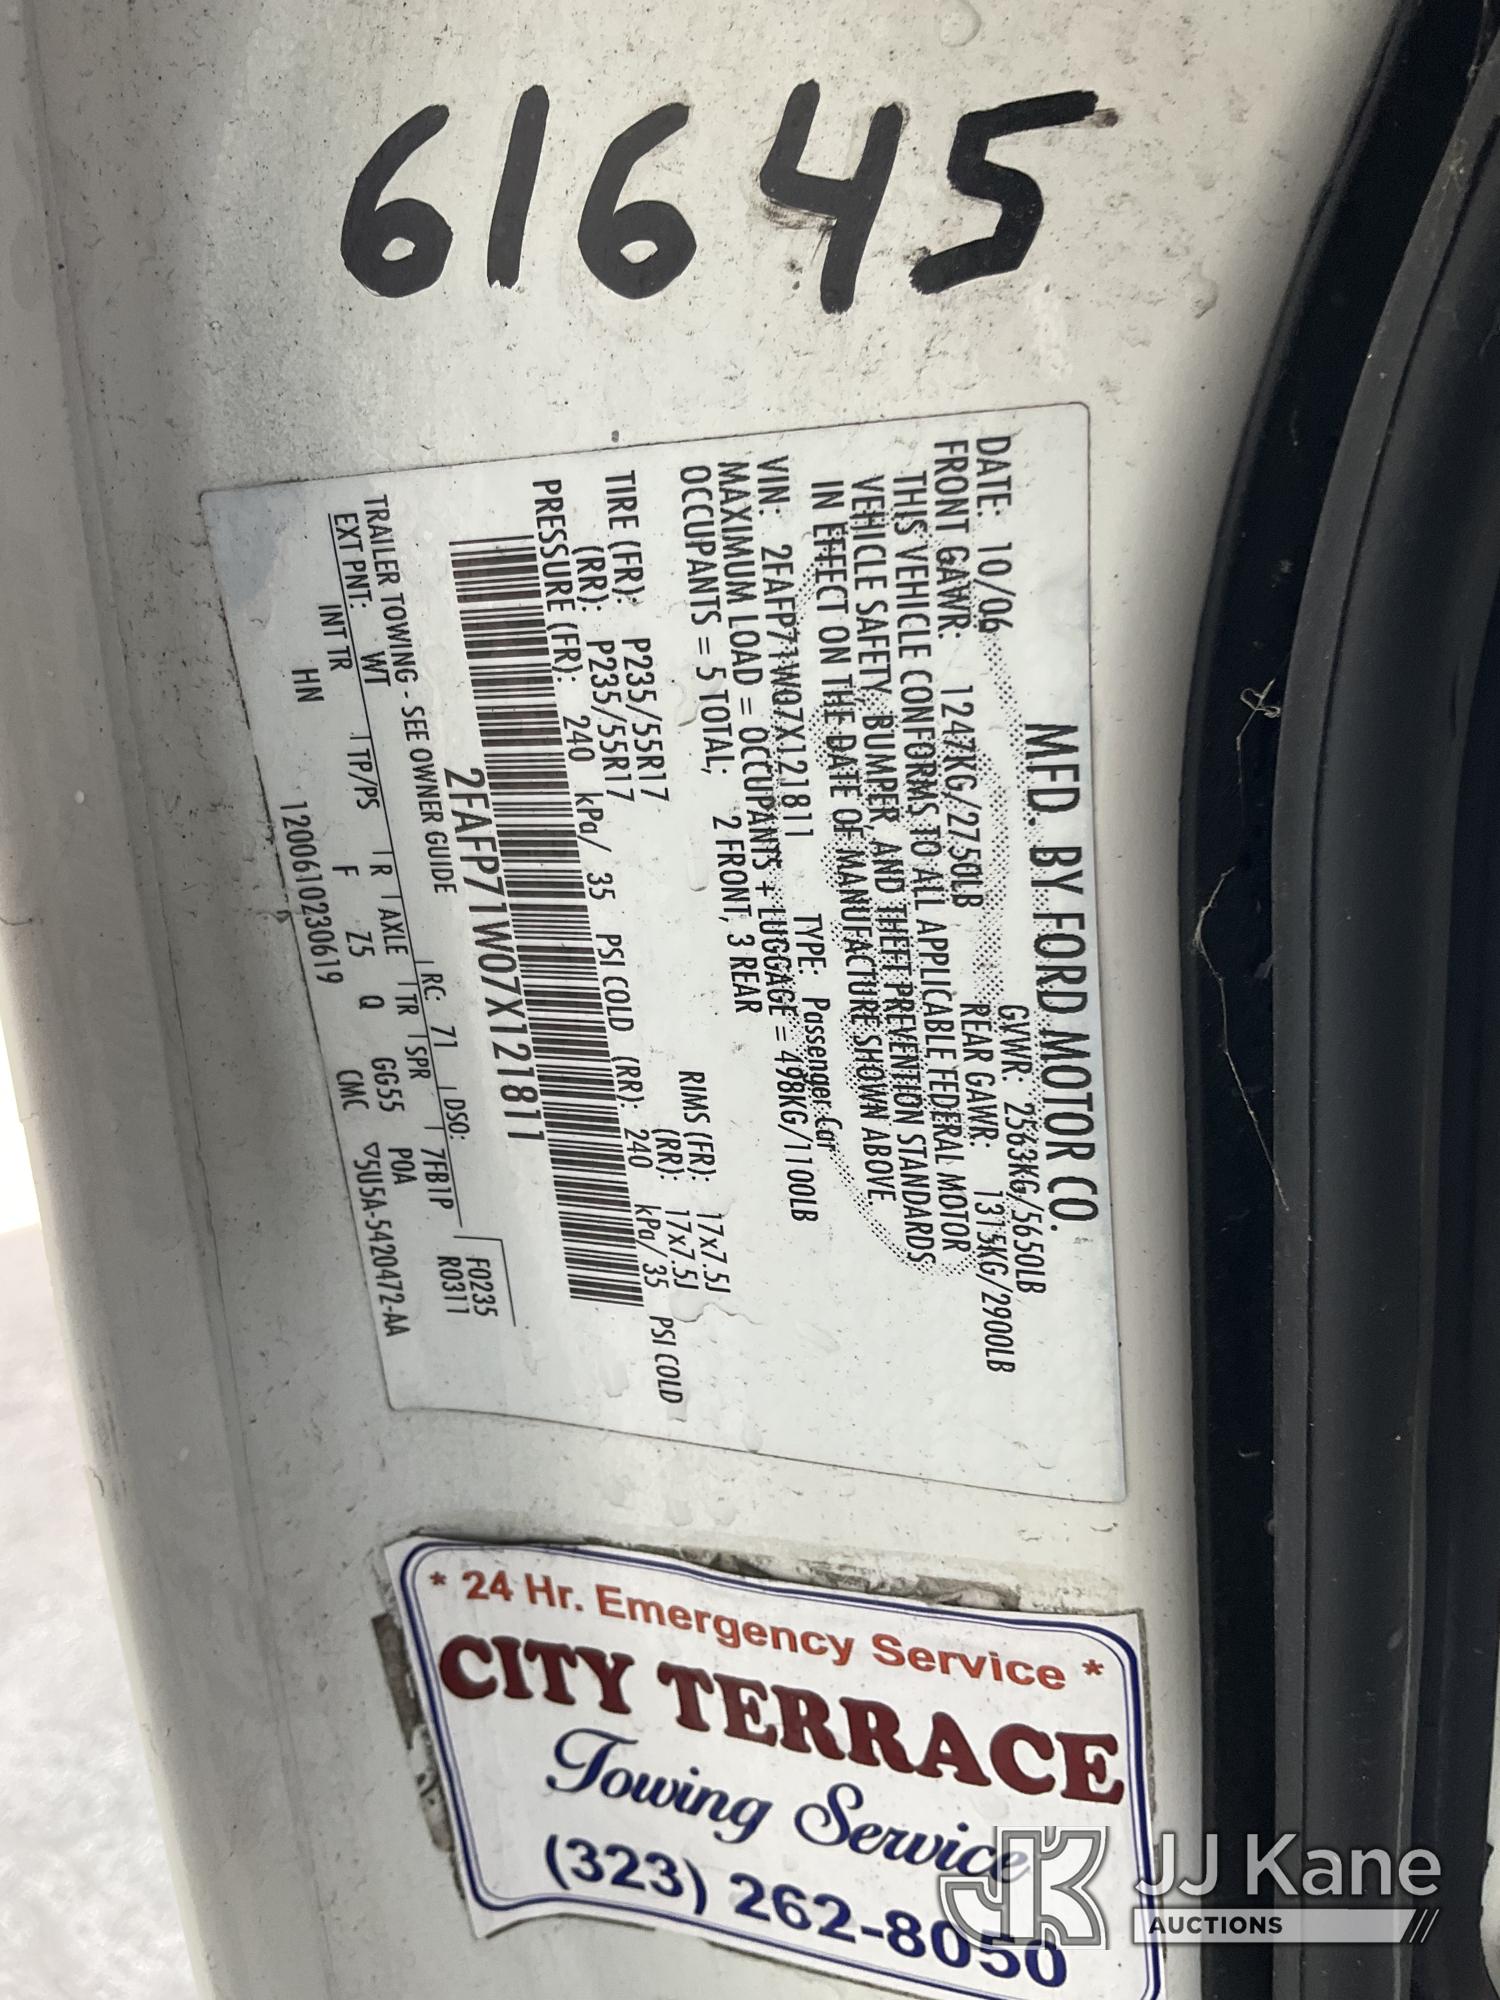 61645
MFD. BY FORD MOTOR CO.
DATE: 10/06 GVWR: 2563KG/5650LB
FRONT GAWR: 1247KG/2750LB REAR GAWR: 1315KG/2900LB
THIS VEHICLE CONFORMS TO ALL APPLICABLE FEDERAL MOTOR
VEHICLE SAFETY, BUMPER, AND THEFT PREVENTION STANDARDS
IN EFFECT ON THE DATE OF MANUFACTURE SHOWN ABOVE.
VIN: 2FAFP71W07X121811 TYPE: Passenger Car
MAXIMUM LOAD = OCCUPANTS + LUGGAGE = 498KG/1100LB
OCCUPANTS = 5 TOTAL; 2 FRONT, 3 REAR
TIRE (FR): P235/55R17 RIMS (FR): 17x7.5J
(RR): P235/55R17 (RR): 17x7.5J
PRESSURE (FR): 240 kPa/ 35 PSI COLD (RR): 240 kPa/ 35 PSI COLD
2FAFP71W07X121811
F0235
R0311
TRAILER TOWING - SEE OWNER GUIDE RC: 71 DSO: 7FB1P
EXT PNT: WT
INT TR TP/PS R AXLE TR SPR POA
HN F Z5 Q GG55
12006102306​19 CMC ▽5U5A-5420472-AA
* 24 Hr. Emergency Service *
CITY TERRACE
Towing Service
(323) 262-8050
JJ Kane
AUCTIONS